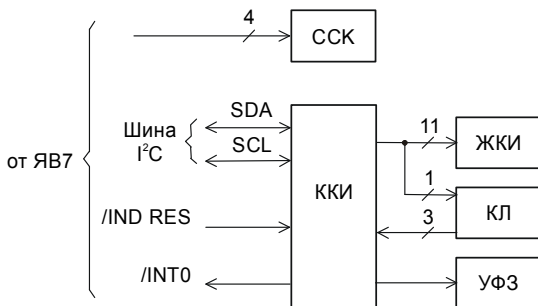 4
ССК
SDA
11
Шина
I²C
ЖКИ
SCL
от ЯВ7
1
ККИ
КЛ
/IND RES
3
/INT0
УФЗ